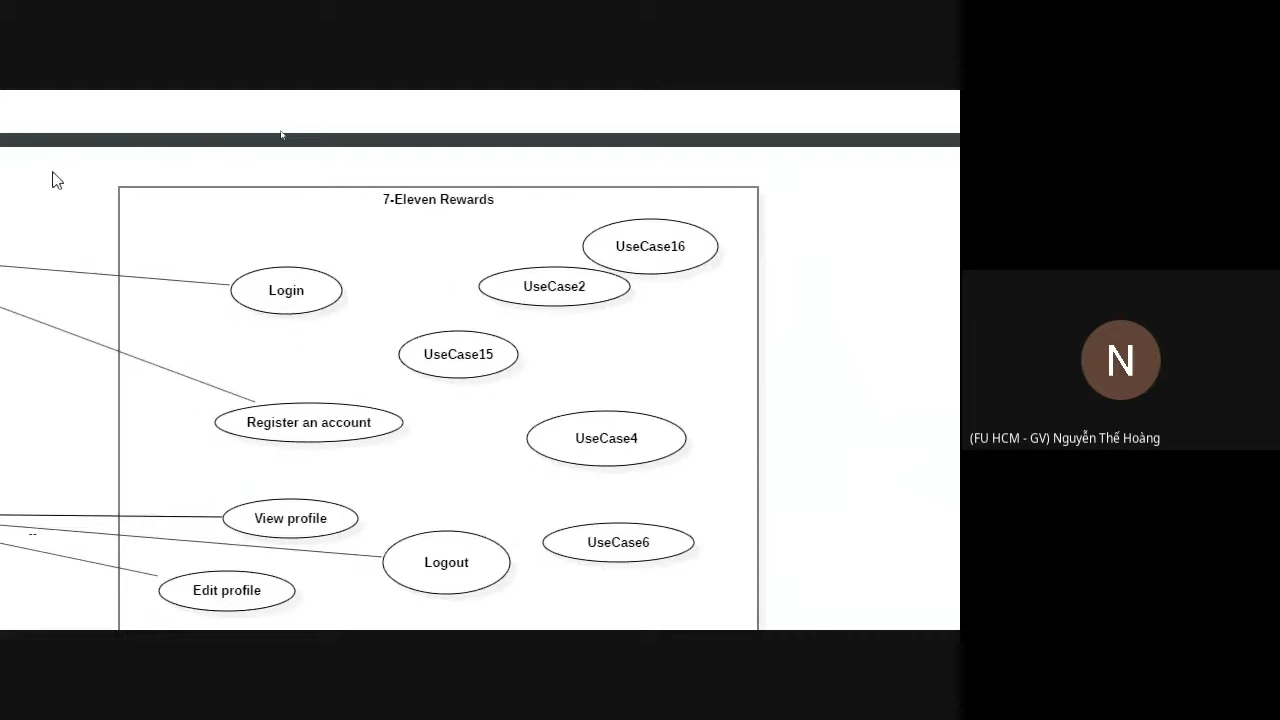 7-Eleven Rewards
UseCase16
Login
UseCase2
UseCase15
Register an account
UseCase4
View profile
--
Logout
UseCase6
Edit profile
N
(FU HCM - GV) Nguyễn Thế Hoàng